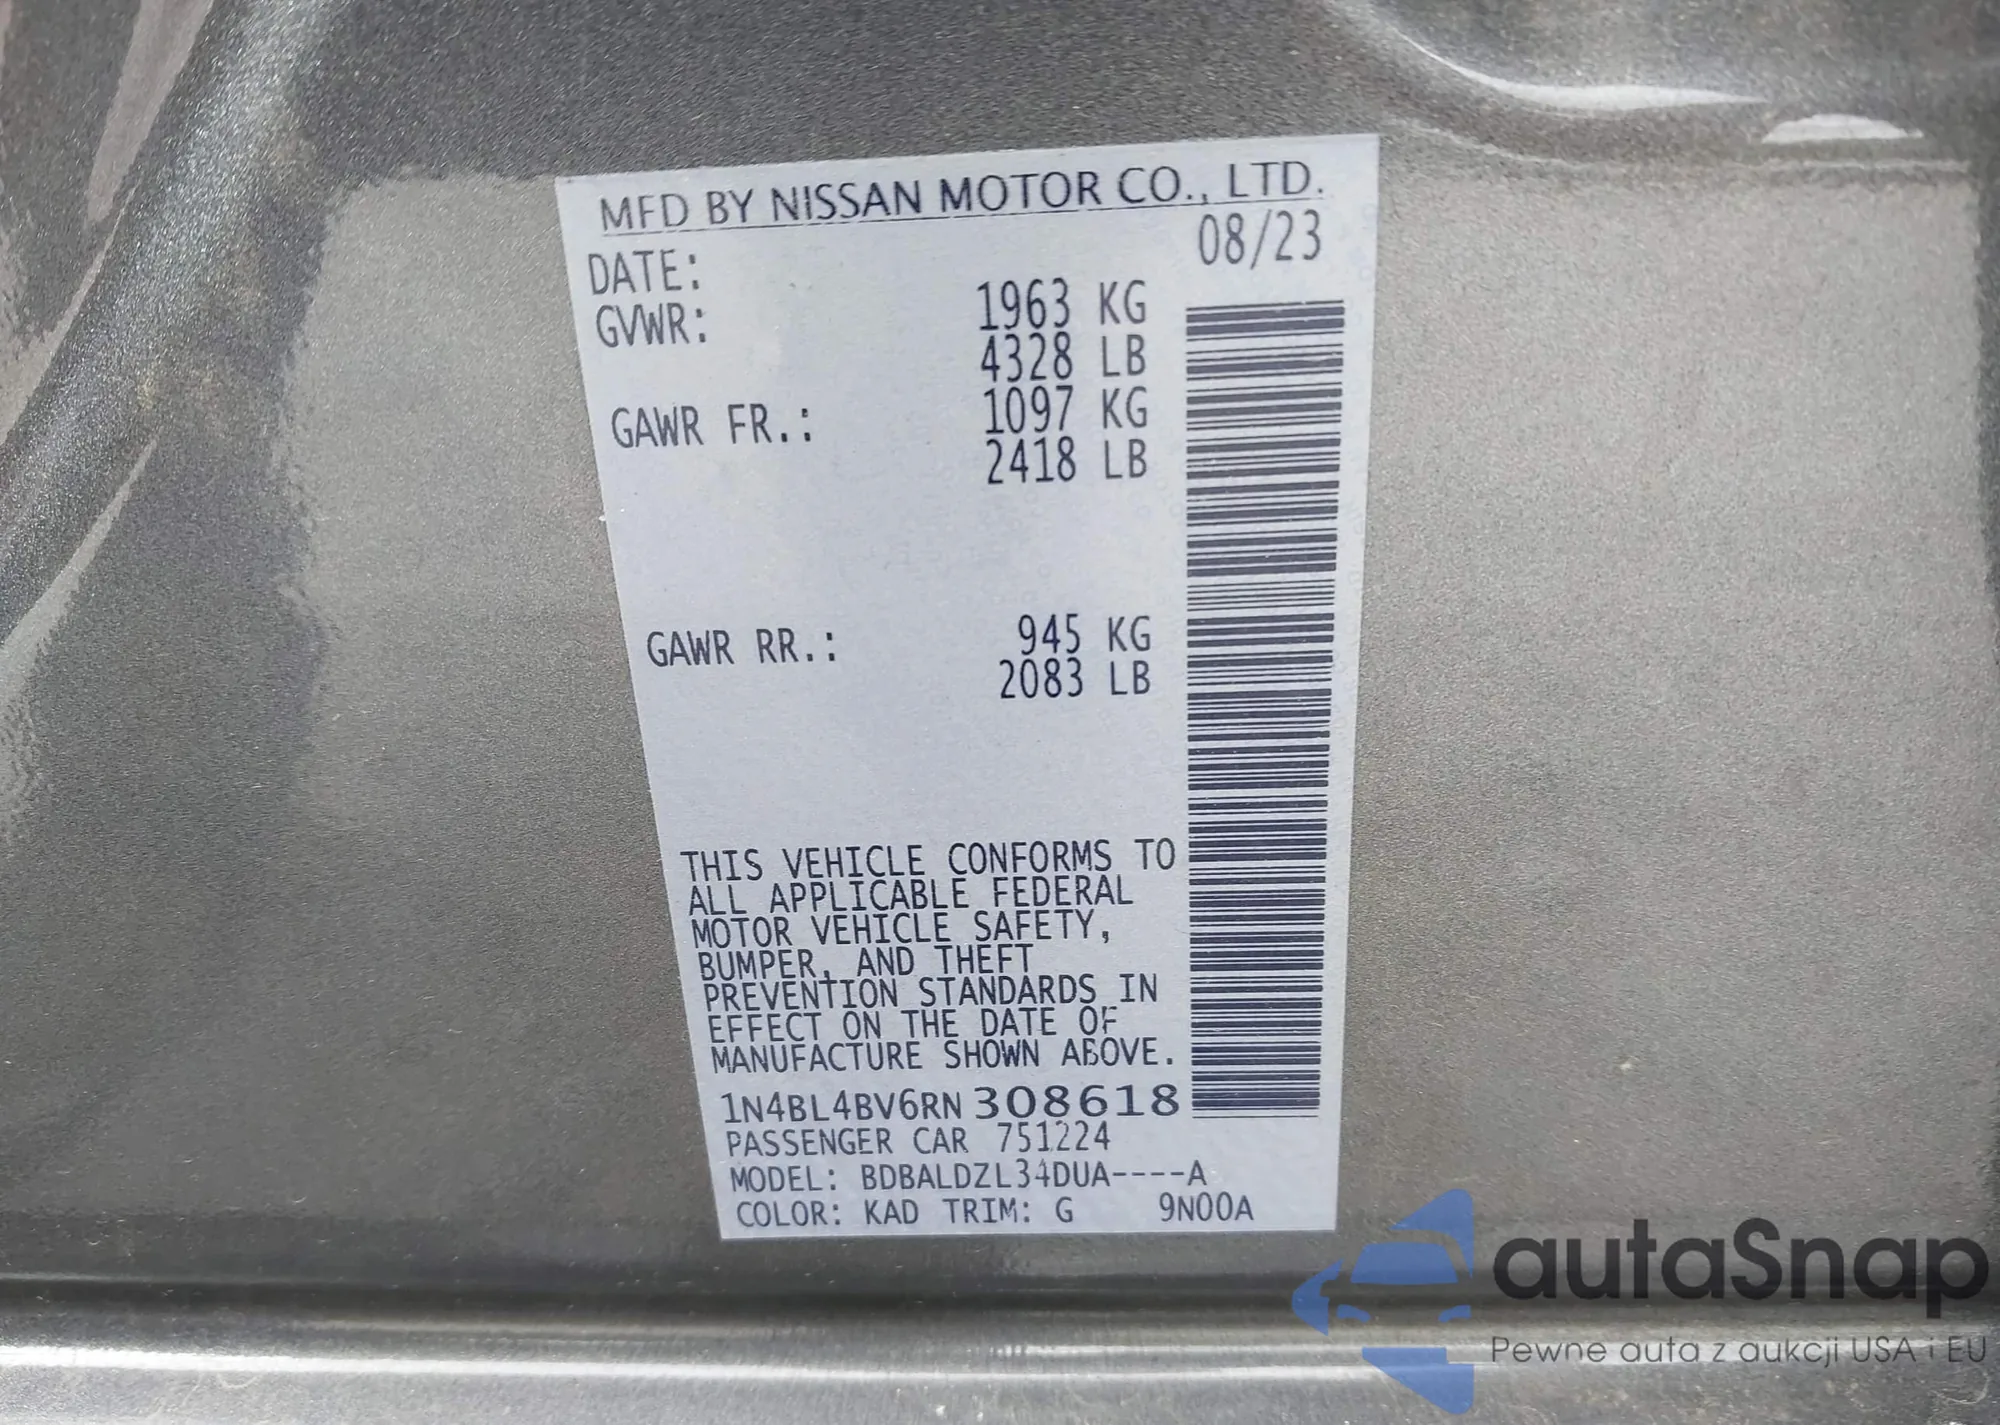 MFD BY NISSAN MOTOR CO., LTD.
DATE: 08/23
GVWR: 1963 KG
4328 LB
GAWR FR.: 1097 KG
2418 LB
GAWR RR.: 945 KG
2083 LB
THIS VEHICLE CONFORMS TO
ALL APPLICABLE FEDERAL
MOTOR VEHICLE SAFETY,
BUMPER, AND THEFT
PREVENTION STANDARDS IN
EFFECT ON THE DATE OF
MANUFACTURE SHOWN ABOVE.
1N4BL4BV6RN308618
PASSENGER CAR 751224
MODEL: BDBALDZL34DUA----A
COLOR: KAD TRIM: G 9N00A
autaSnap
Pewne auta z aukcji USA i EU